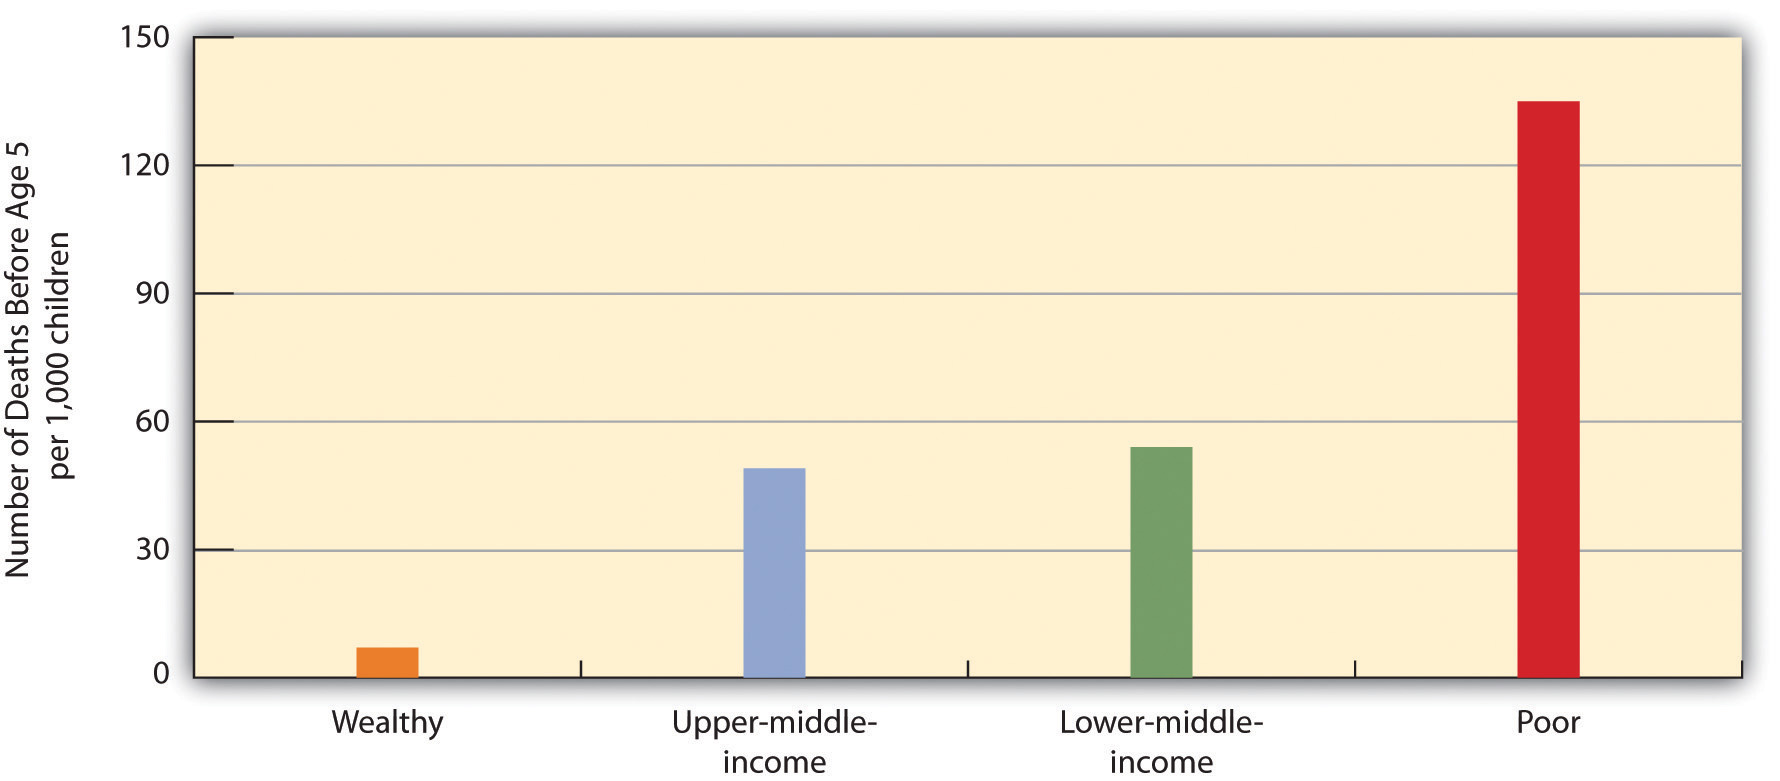 Number of Deaths Before Age 5
per 1,000 children
150
120
90
60
30
0
Wealthy
Upper-middle-
income
Lower-middle-
income
Poor